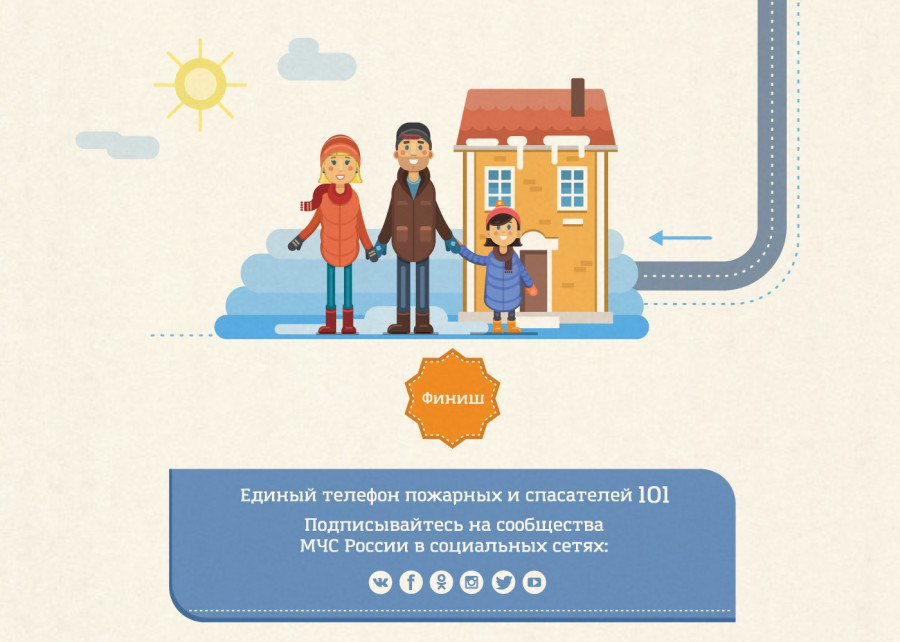 Финиш
Единый телефон пожарных и спасателей 101
Подписывайтесь на сообщества
МЧС России в социальных сетях: